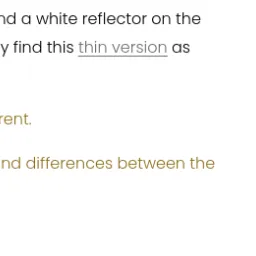 nd a white reflector on the
y find this thin version as
rent.
nd differences between the